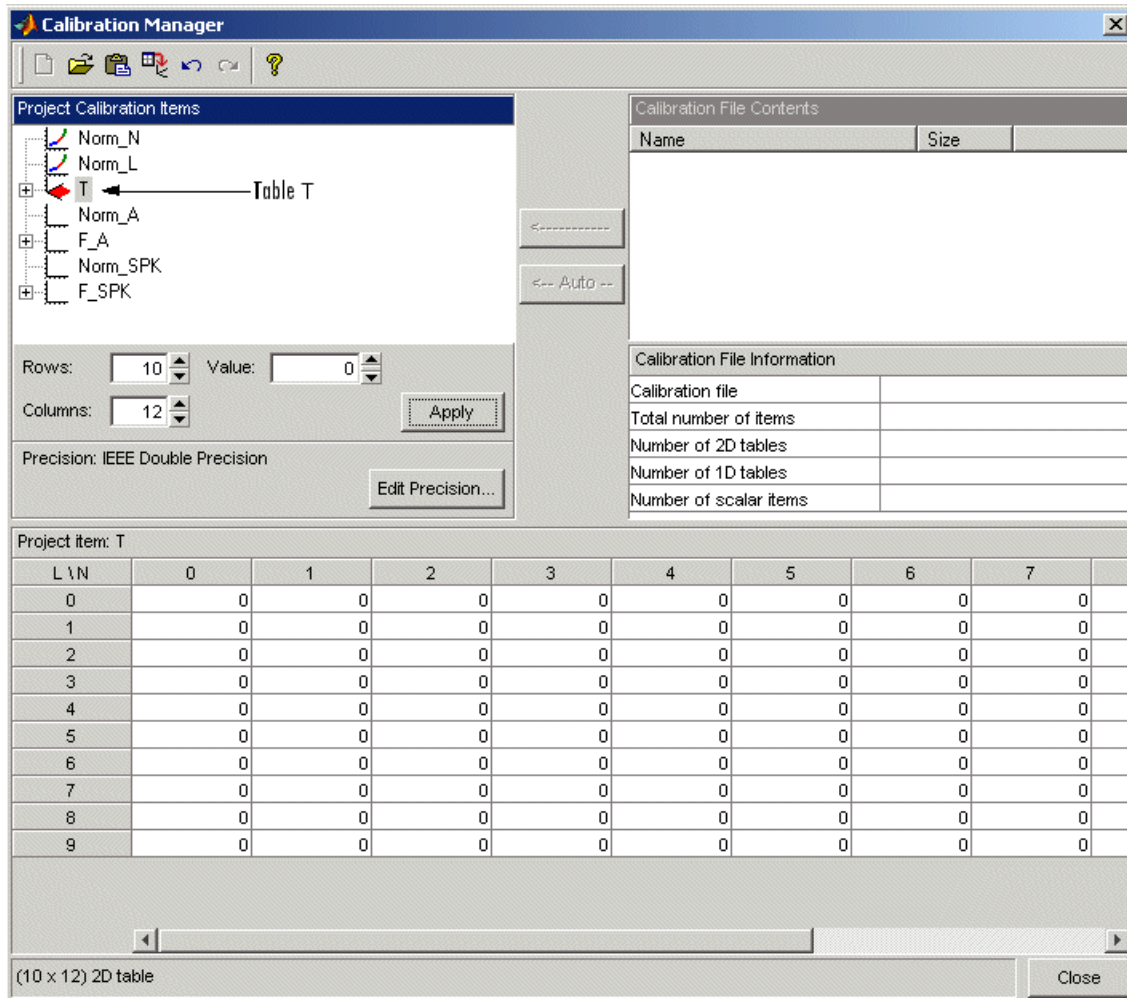 Calibration Manager
Project Calibration Items
Norm_N
Norm_L
T
Table T
Norm_A
F_A
Norm_SPK
F_SPK
<-----------
<-- Auto --
Calibration File Contents
Name Size
Rows: 10 Value: 0
Columns: 12 Apply
Precision: IEEE Double Precision
Edit Precision...
Calibration File Information
Calibration file
Total number of items
Number of 2D tables
Number of 1D tables
Number of scalar items
Project item: T
L \ N 0 1 2 3 4 5 6 7
0 0 0 0 0 0 0 0 0
1 0 0 0 0 0 0 0 0
2 0 0 0 0 0 0 0 0
3 0 0 0 0 0 0 0 0
4 0 0 0 0 0 0 0 0
5 0 0 0 0 0 0 0 0
6 0 0 0 0 0 0 0 0
7 0 0 0 0 0 0 0 0
8 0 0 0 0 0 0 0 0
9 0 0 0 0 0 0 0 0
(10 x 12) 2D table
Close